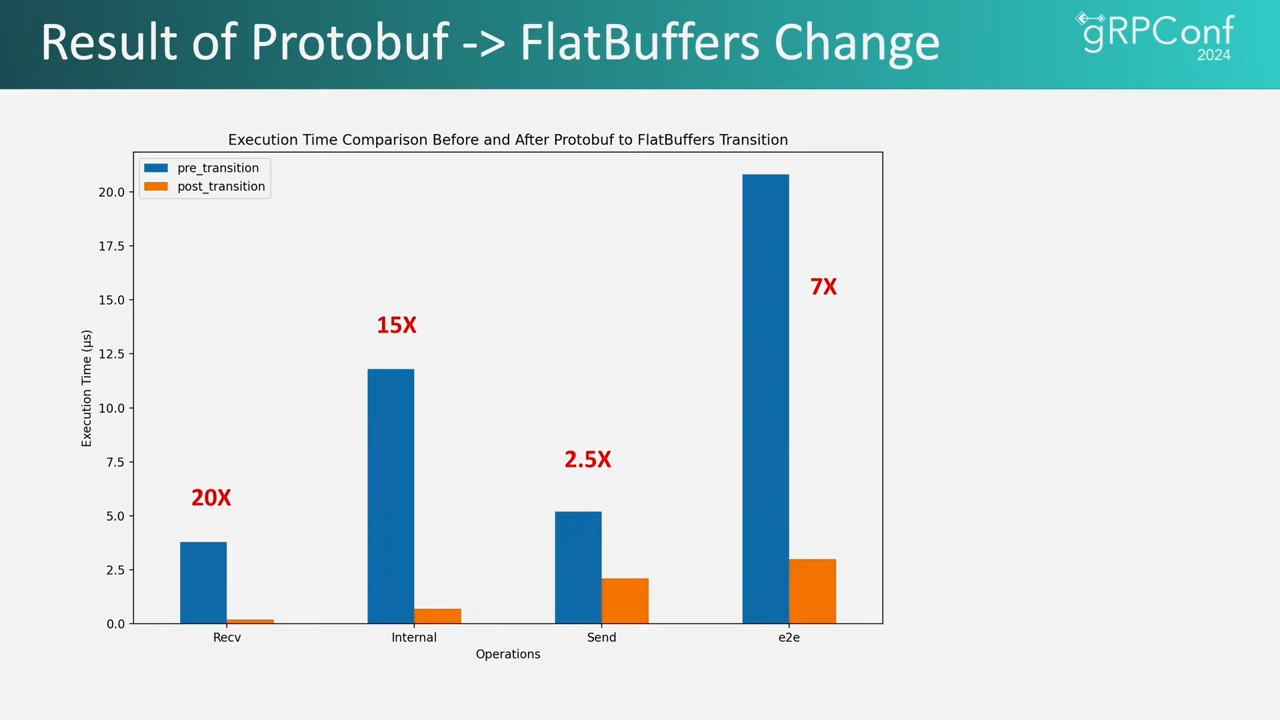 Result of Protobuf -> FlatBuffers Change
gRPConf
2024
Execution Time Comparison Before and After Protobuf to FlatBuffers Transition
pre_transition
post_transition
20.0
17.5
15.0
12.5
10.0
7.5
5.0
2.5
0.0
Execution Time (µs)
20X
15X
2.5X
7X
Recv
Internal
Send
e2e
Operations